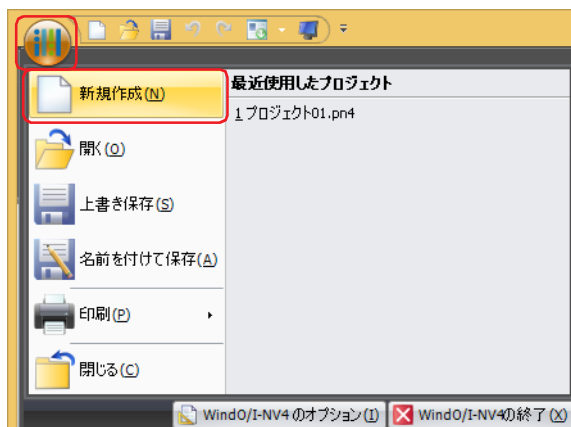 新規作成(N)
開く(O)
上書き保存(S)
名前を付けて保存(A)
印刷(P)
閉じる(C)
最近使用したプロジェクト
1 プロジェクト01.pn4
WindO/I-NV4 のオプション(I)
WindO/I-NV4の終了(X)